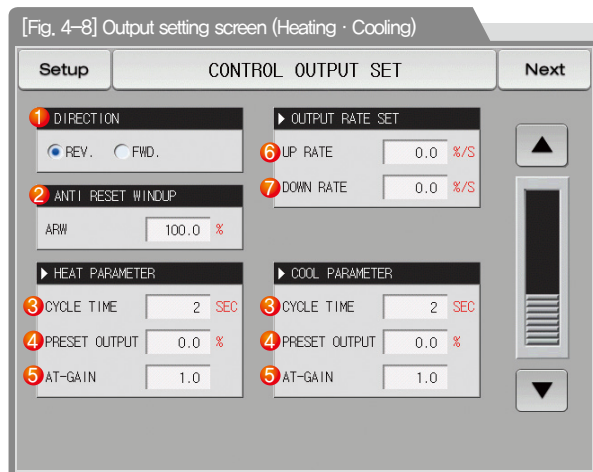 [Fig. 4-8] Output setting screen (Heating · Cooling)
Setup
CONTROL OUTPUT SET
Next
1 DIRECTION
REV. FWD.
2 ANTI RESET WINDUP
ARW 100.0 %
▶ OUTPUT RATE SET
6 UP RATE 0.0 %/S
7 DOWN RATE 0.0 %/S
▶ HEAT PARAMETER
3 CYCLE TIME 2 SEC
4 PRESET OUTPUT 0.0 %
5 AT-GAIN 1.0
▶ COOL PARAMETER
3 CYCLE TIME 2 SEC
4 PRESET OUTPUT 0.0 %
5 AT-GAIN 1.0